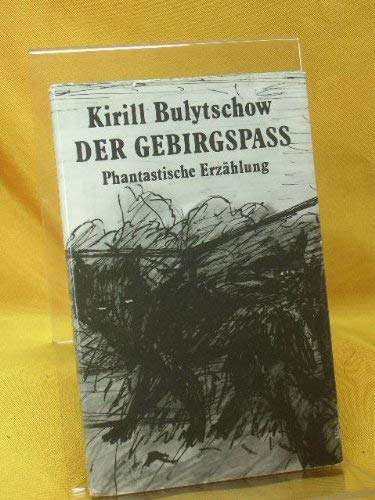 Kirill Bulytschow
DER GEBIRGSPASS
Phantastische Erzählung